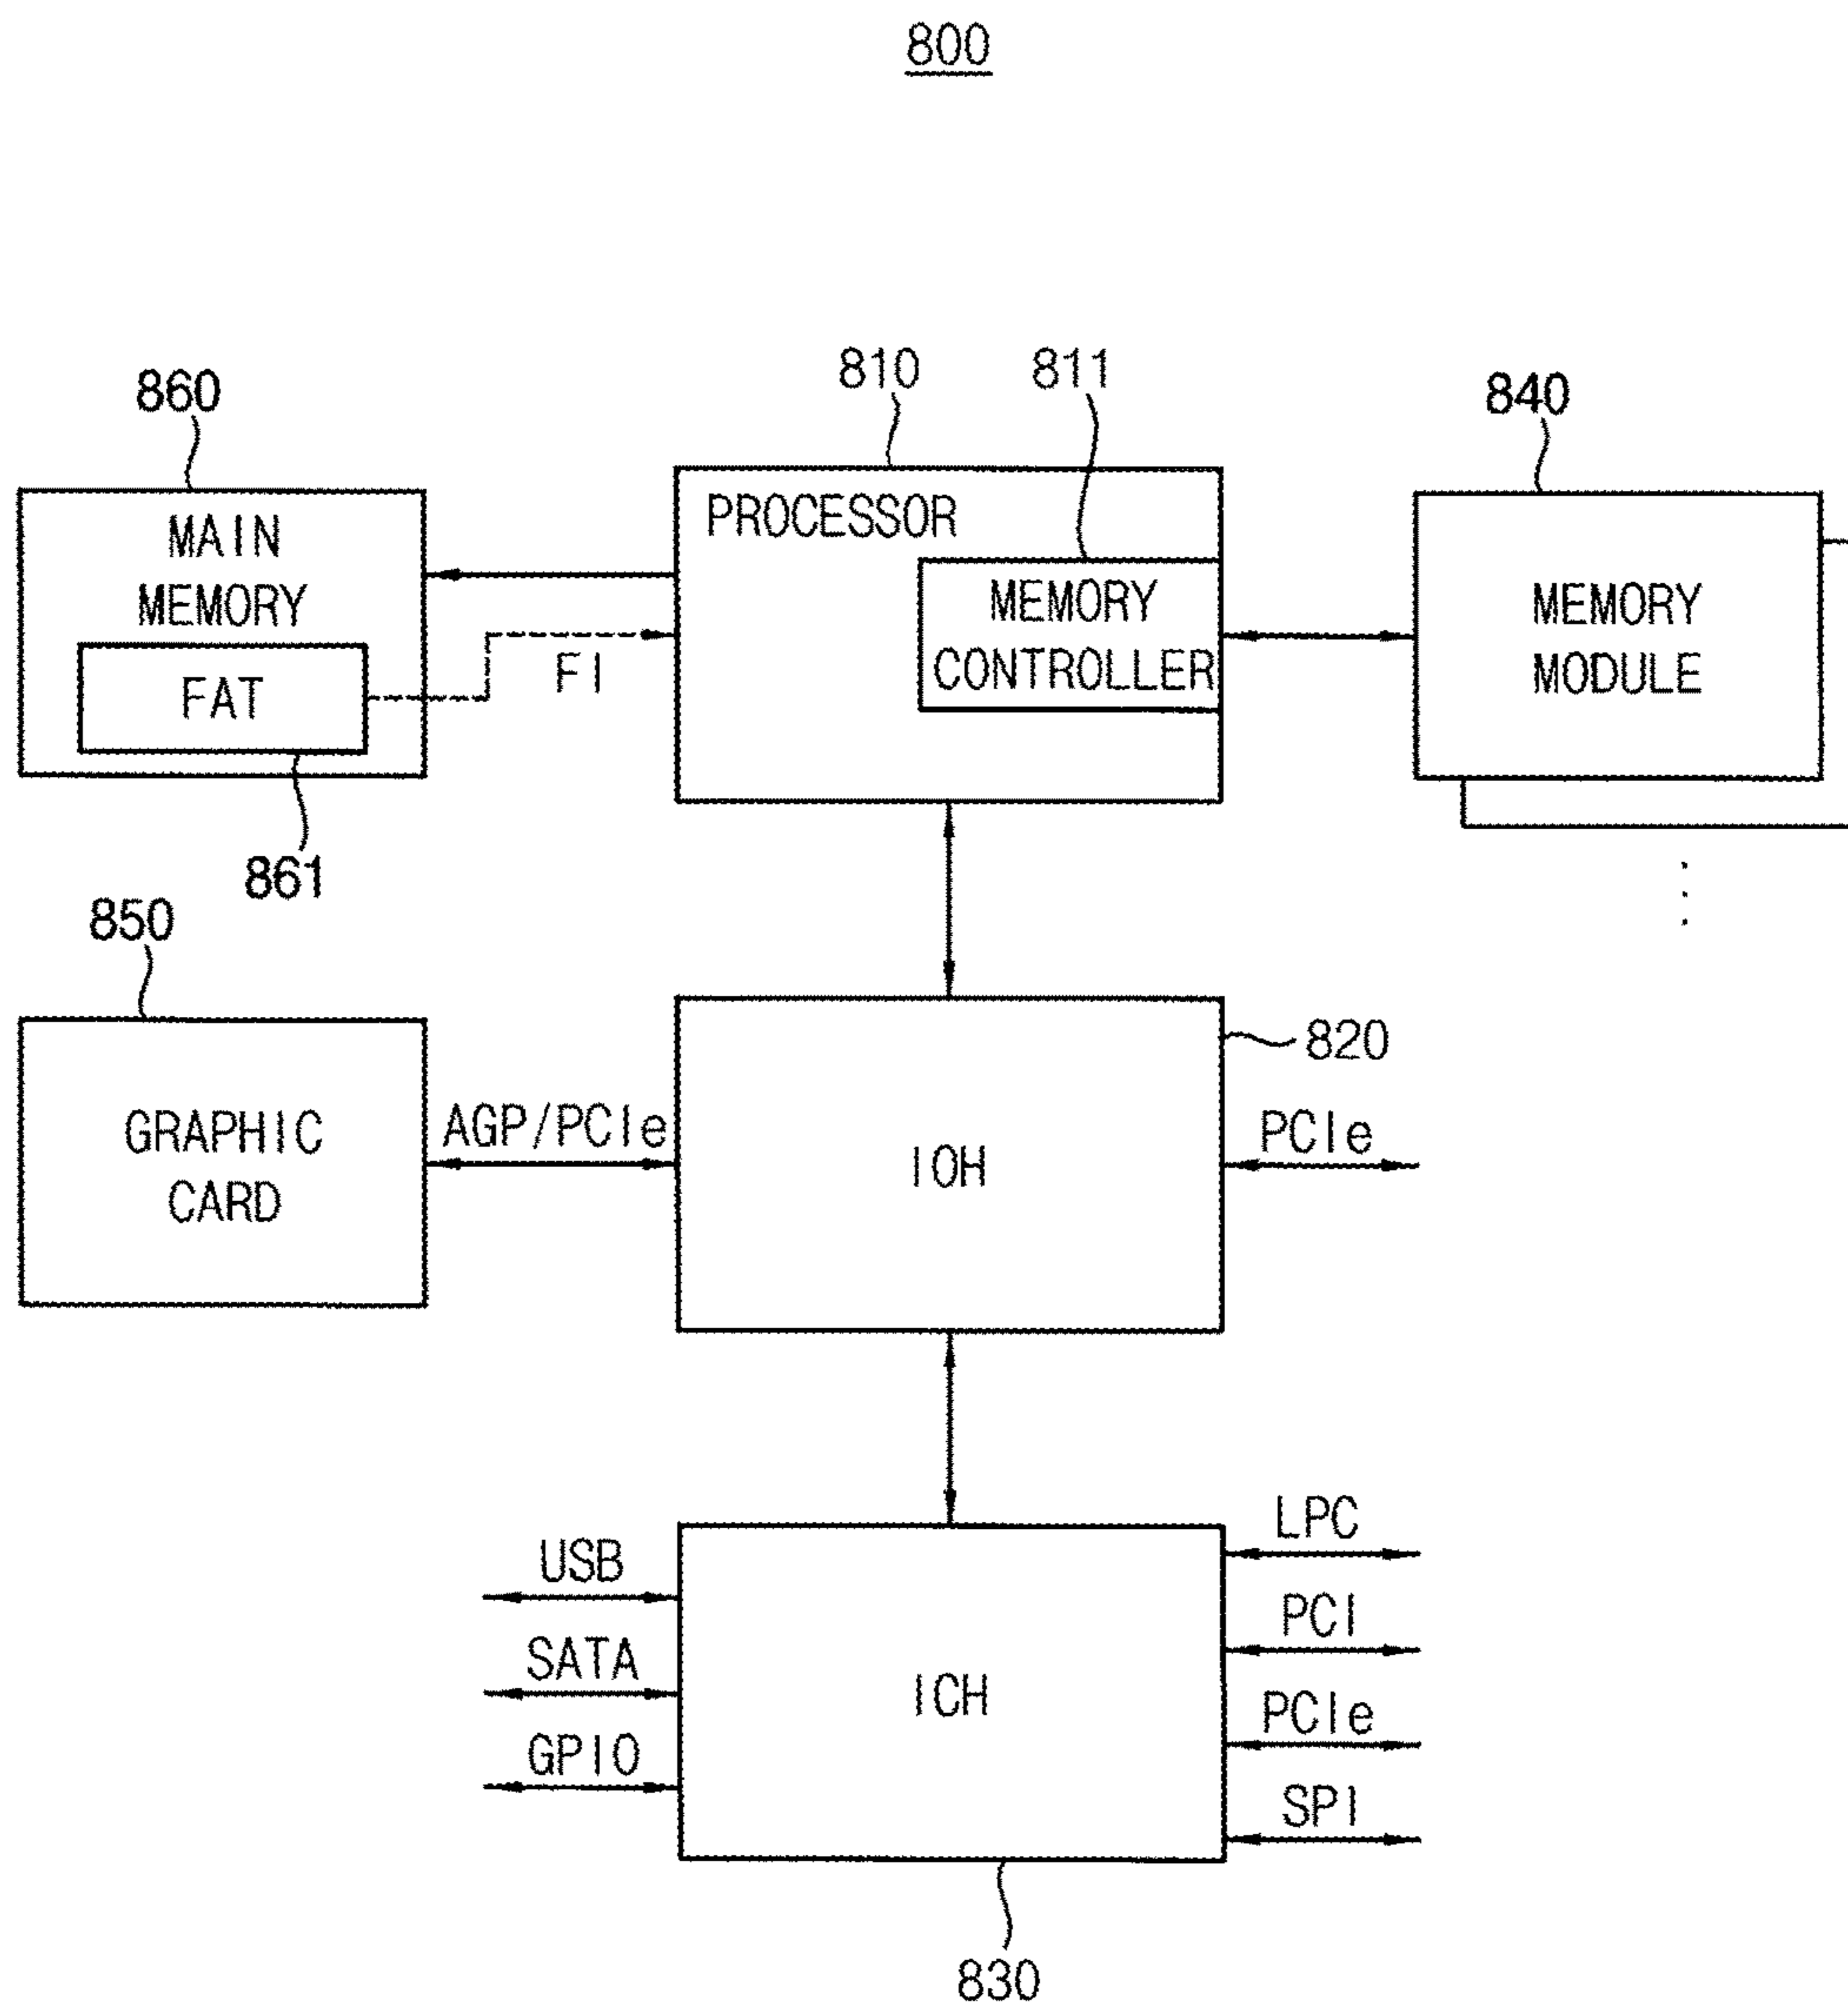 800
860
810
811
840
MAIN
MEMORY
FAT
861
FI
PROCESSOR
MEMORY
CONTROLLER
MEMORY
MODULE
850
GRAPHIC
CARD
AGP/PCIe
IOH
820
PCIe
USB
SATA
GPIO
ICH
LPC
PCI
PCIe
SPI
830